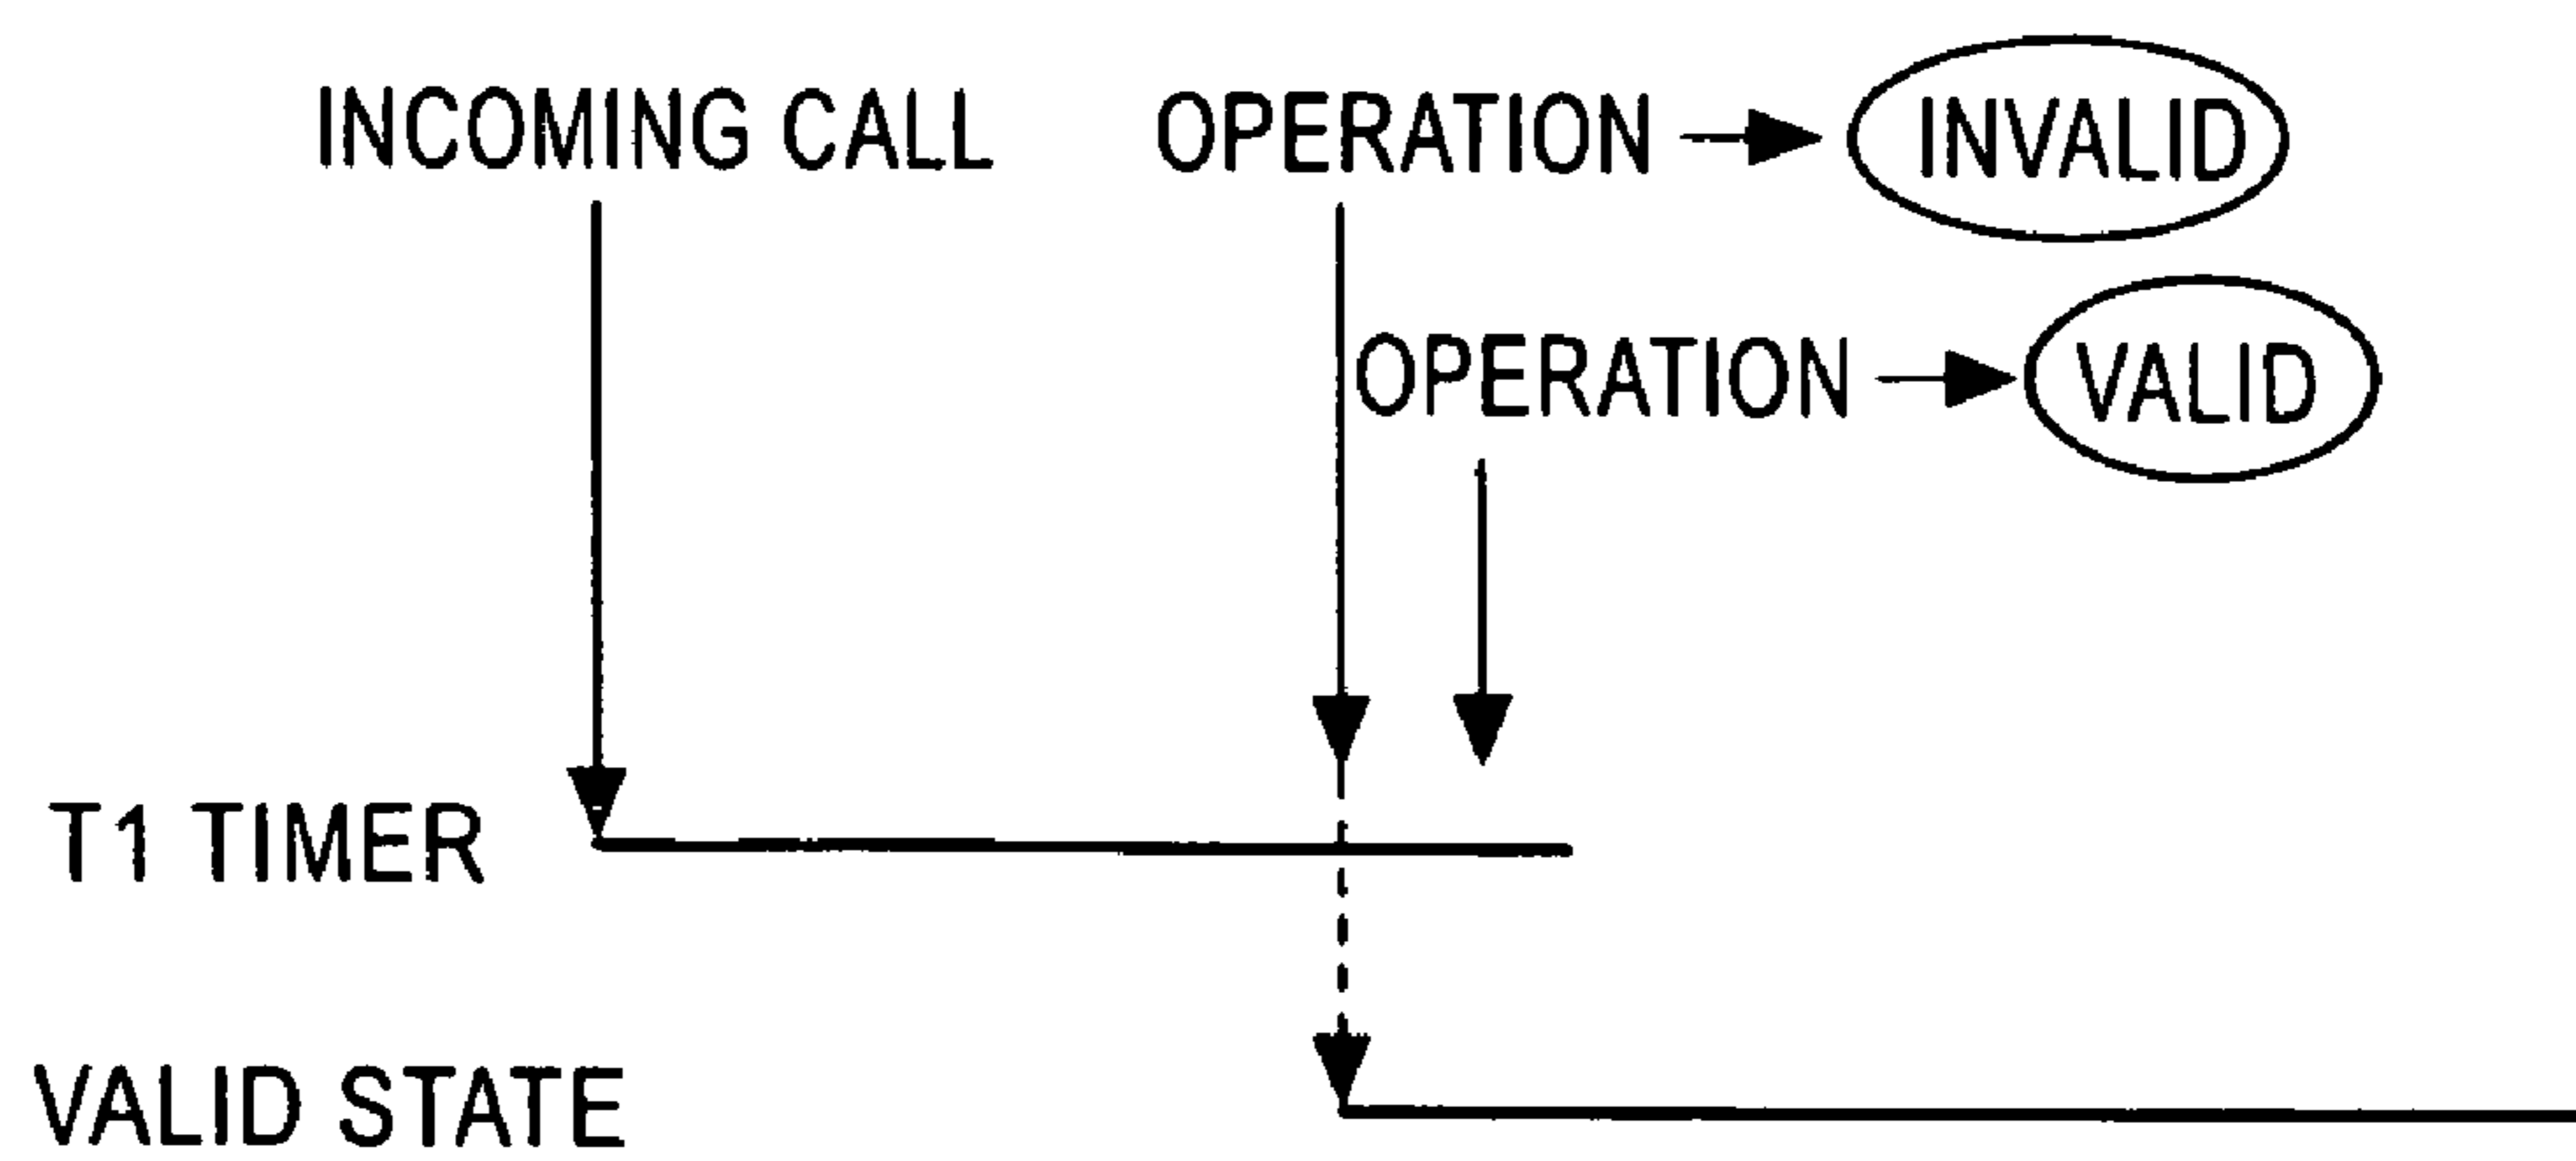 INCOMING CALL
OPERATION → INVALID
OPERATION → VALID
T1 TIMER
VALID STATE